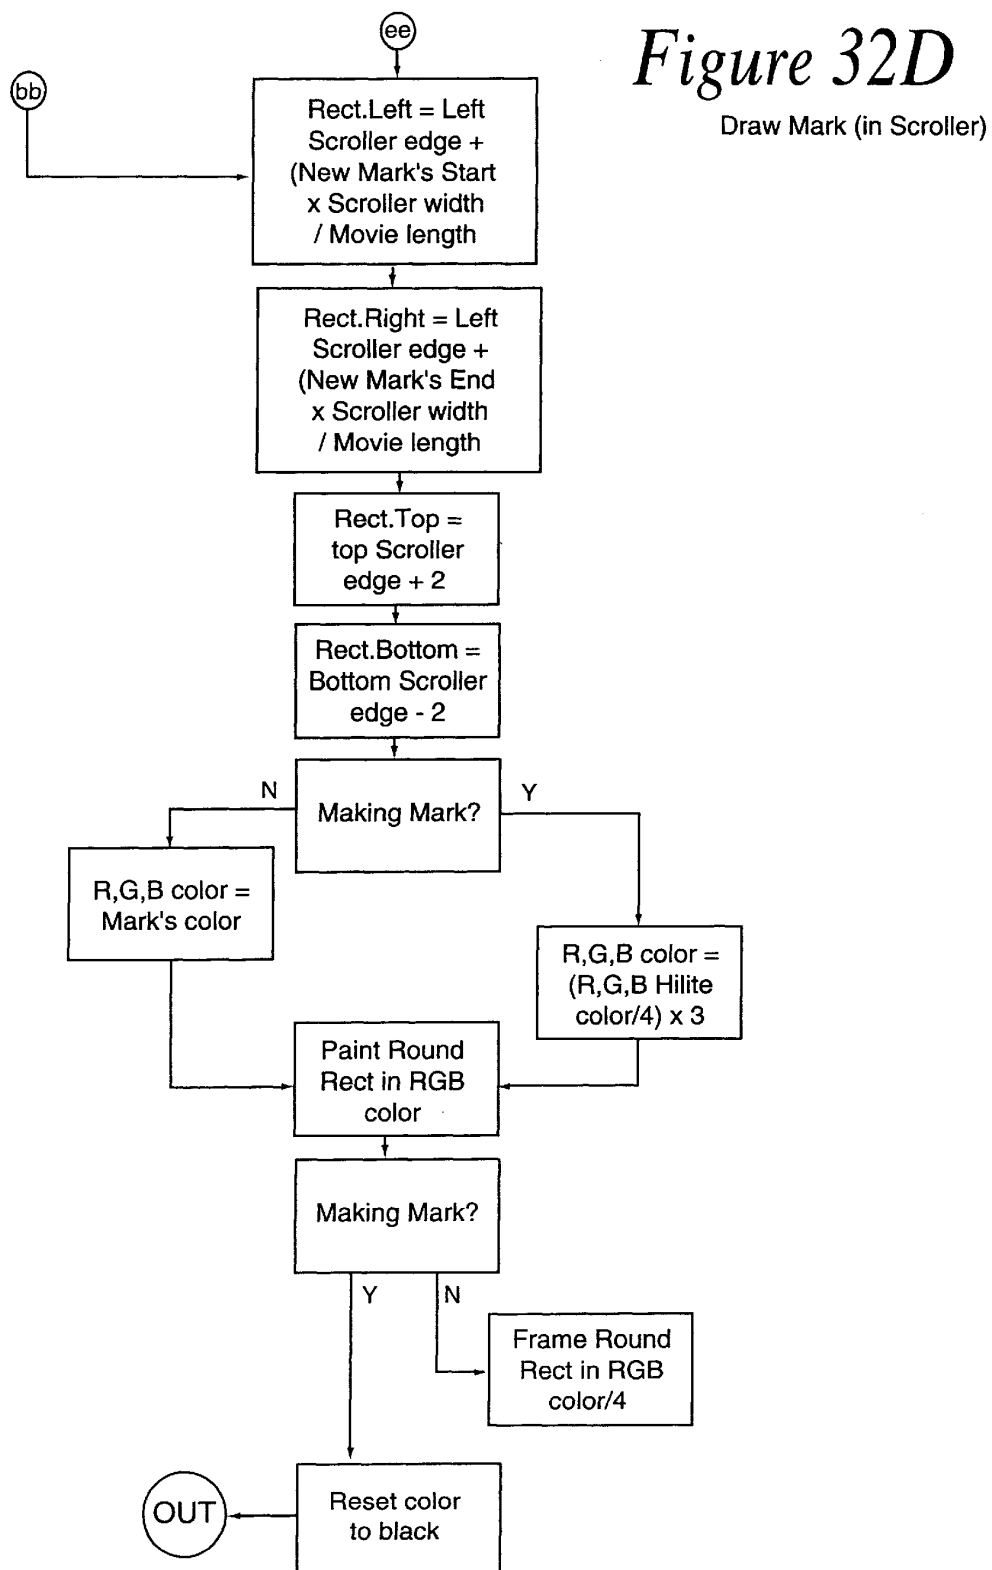 ee
Figure 32D
bb
Draw Mark (in Scroller)
Rect.Left = Left
Scroller edge +
(New Mark's Start
x Scroller width
/ Movie length
Rect.Right = Left
Scroller edge +
(New Mark's End
x Scroller width
/ Movie length
Rect.Top =
top Scroller
edge + 2
Rect.Bottom =
Bottom Scroller
edge - 2
N
Making Mark?
Y
R,G,B color =
Mark's color
R,G,B color =
(R,G,B Hilite
color/4) x 3
Paint Round
Rect in RGB
color
Making Mark?
Y
N
Frame Round
Rect in RGB
color/4
OUT
Reset color
to black